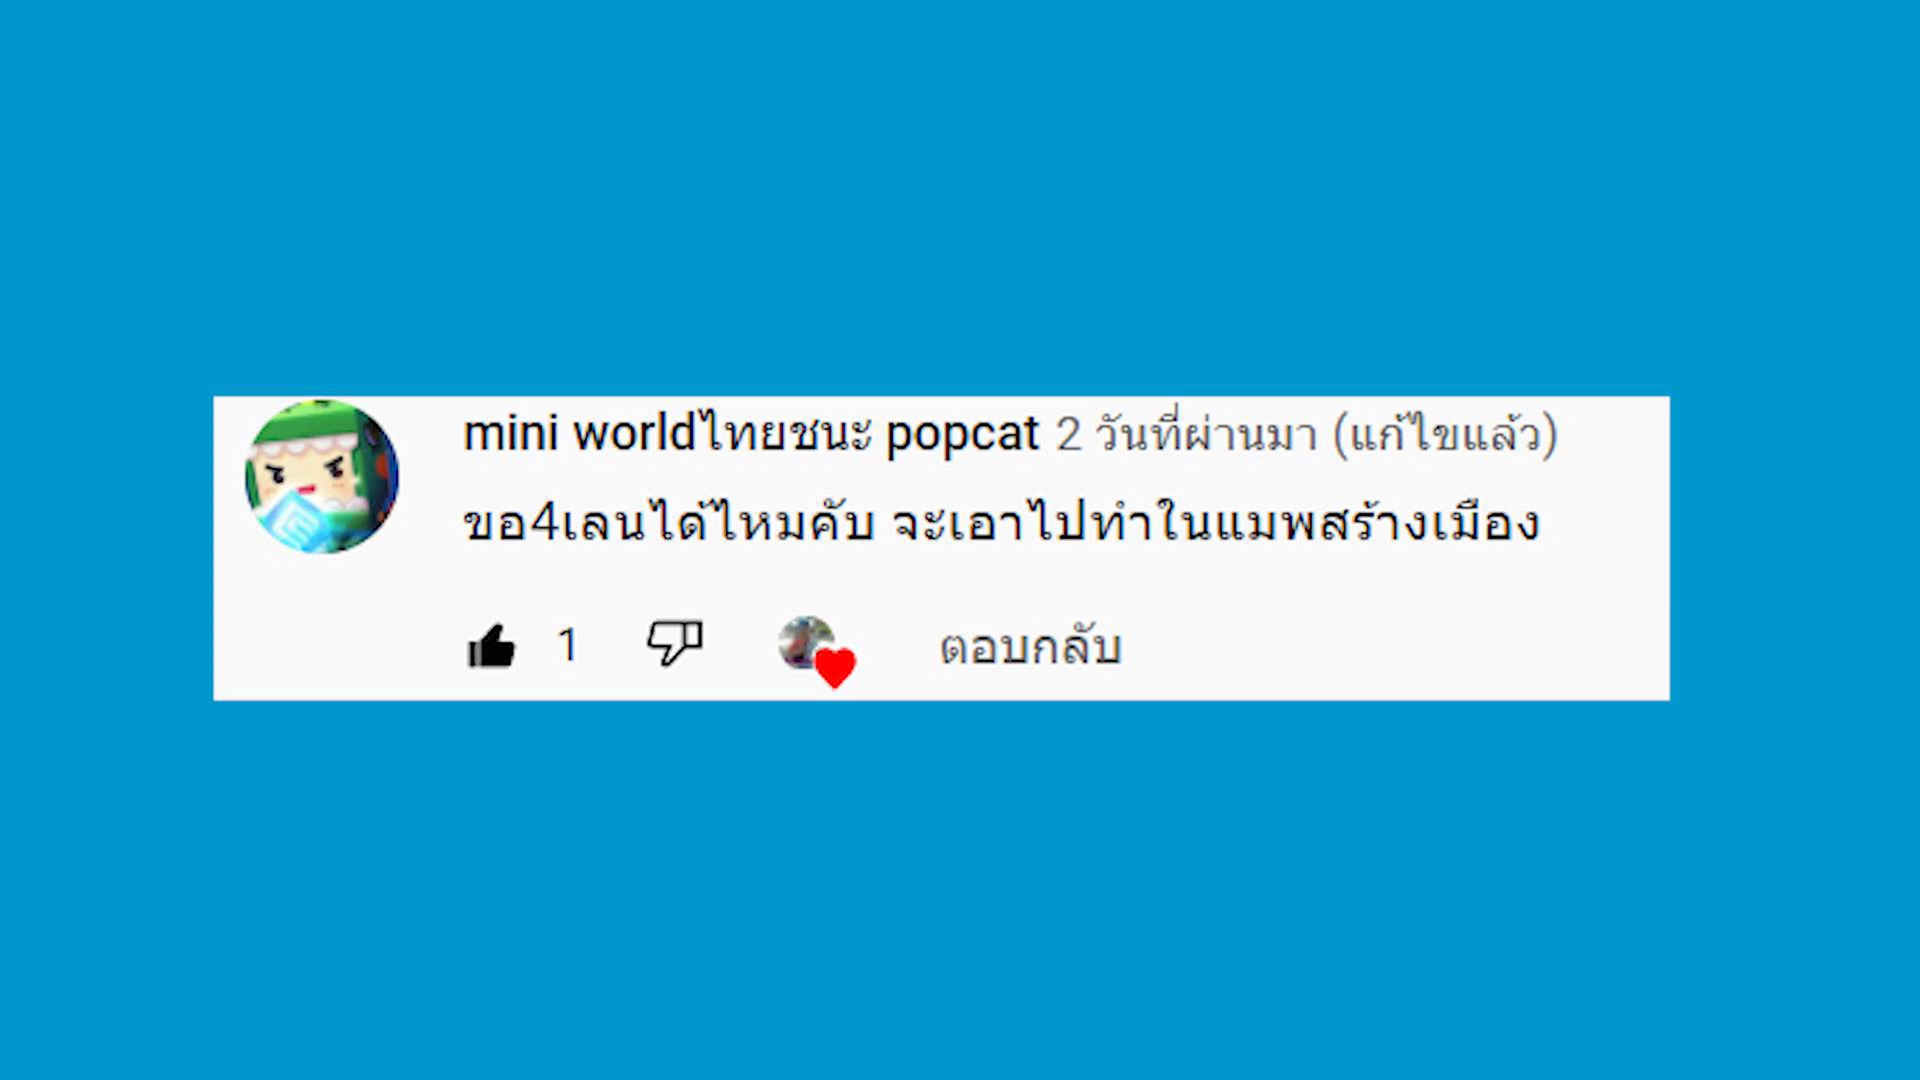 mini worldไทยชนะ popcat 2 วันที่ผ่านมา (แก้ไขแล้ว)
ขอ4เลนได้ไหมคับ จะเอาไปทำในแมพสร้างเมือง
1 ตอบกลับ